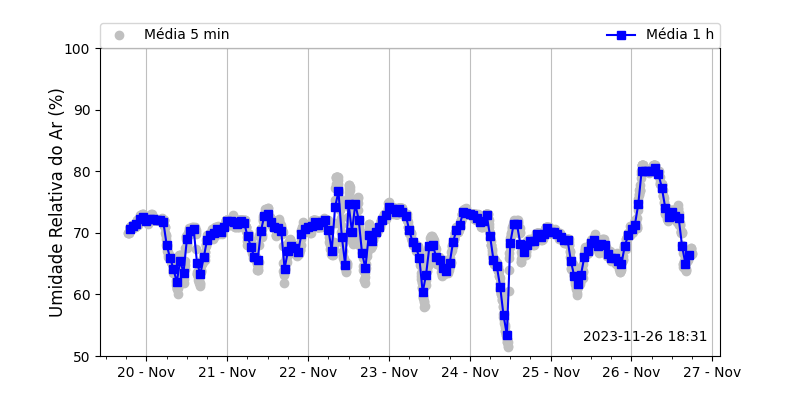 Média 5 min
Média 1 h
Umidade Relativa do Ar (%)
100
90
80
70
60
50
2023-11-26 18:31
20 - Nov
21 - Nov
22 - Nov
23 - Nov
24 - Nov
25 - Nov
26 - Nov
27 - Nov